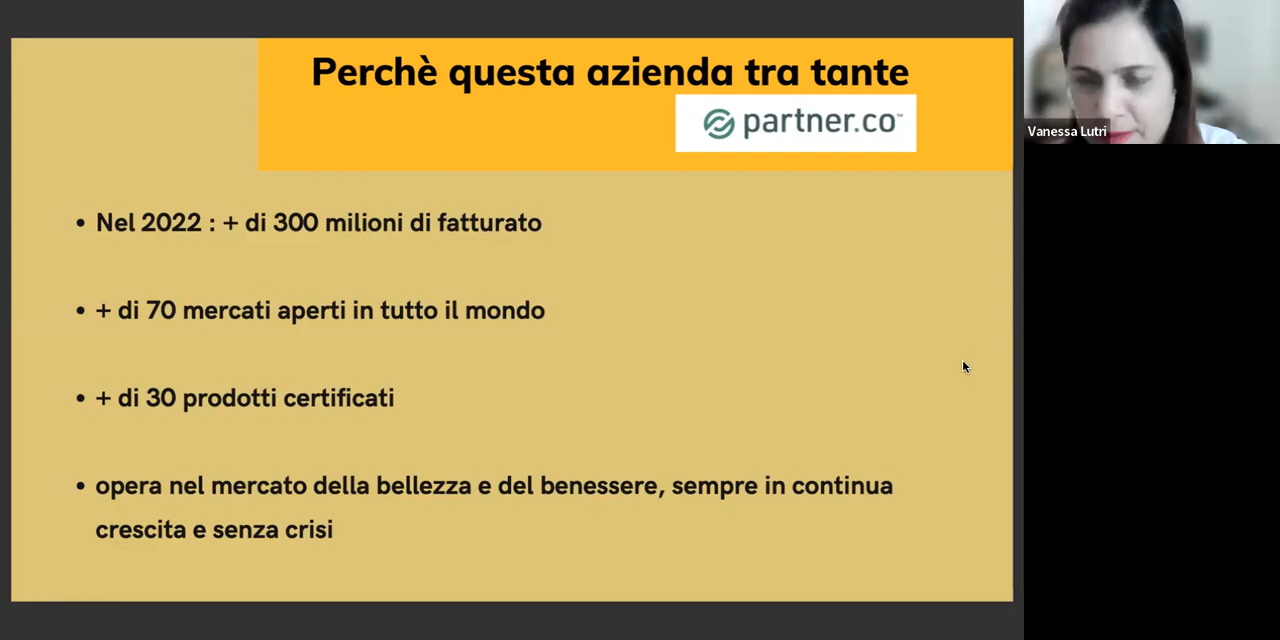 Perchè questa azienda tra tante
partner.co™
Vanessa Lutri
• Nel 2022 : + di 300 milioni di fatturato
• + di 70 mercati aperti in tutto il mondo
• + di 30 prodotti certificati
• opera nel mercato della bellezza e del benessere, sempre in continua
crescita e senza crisi